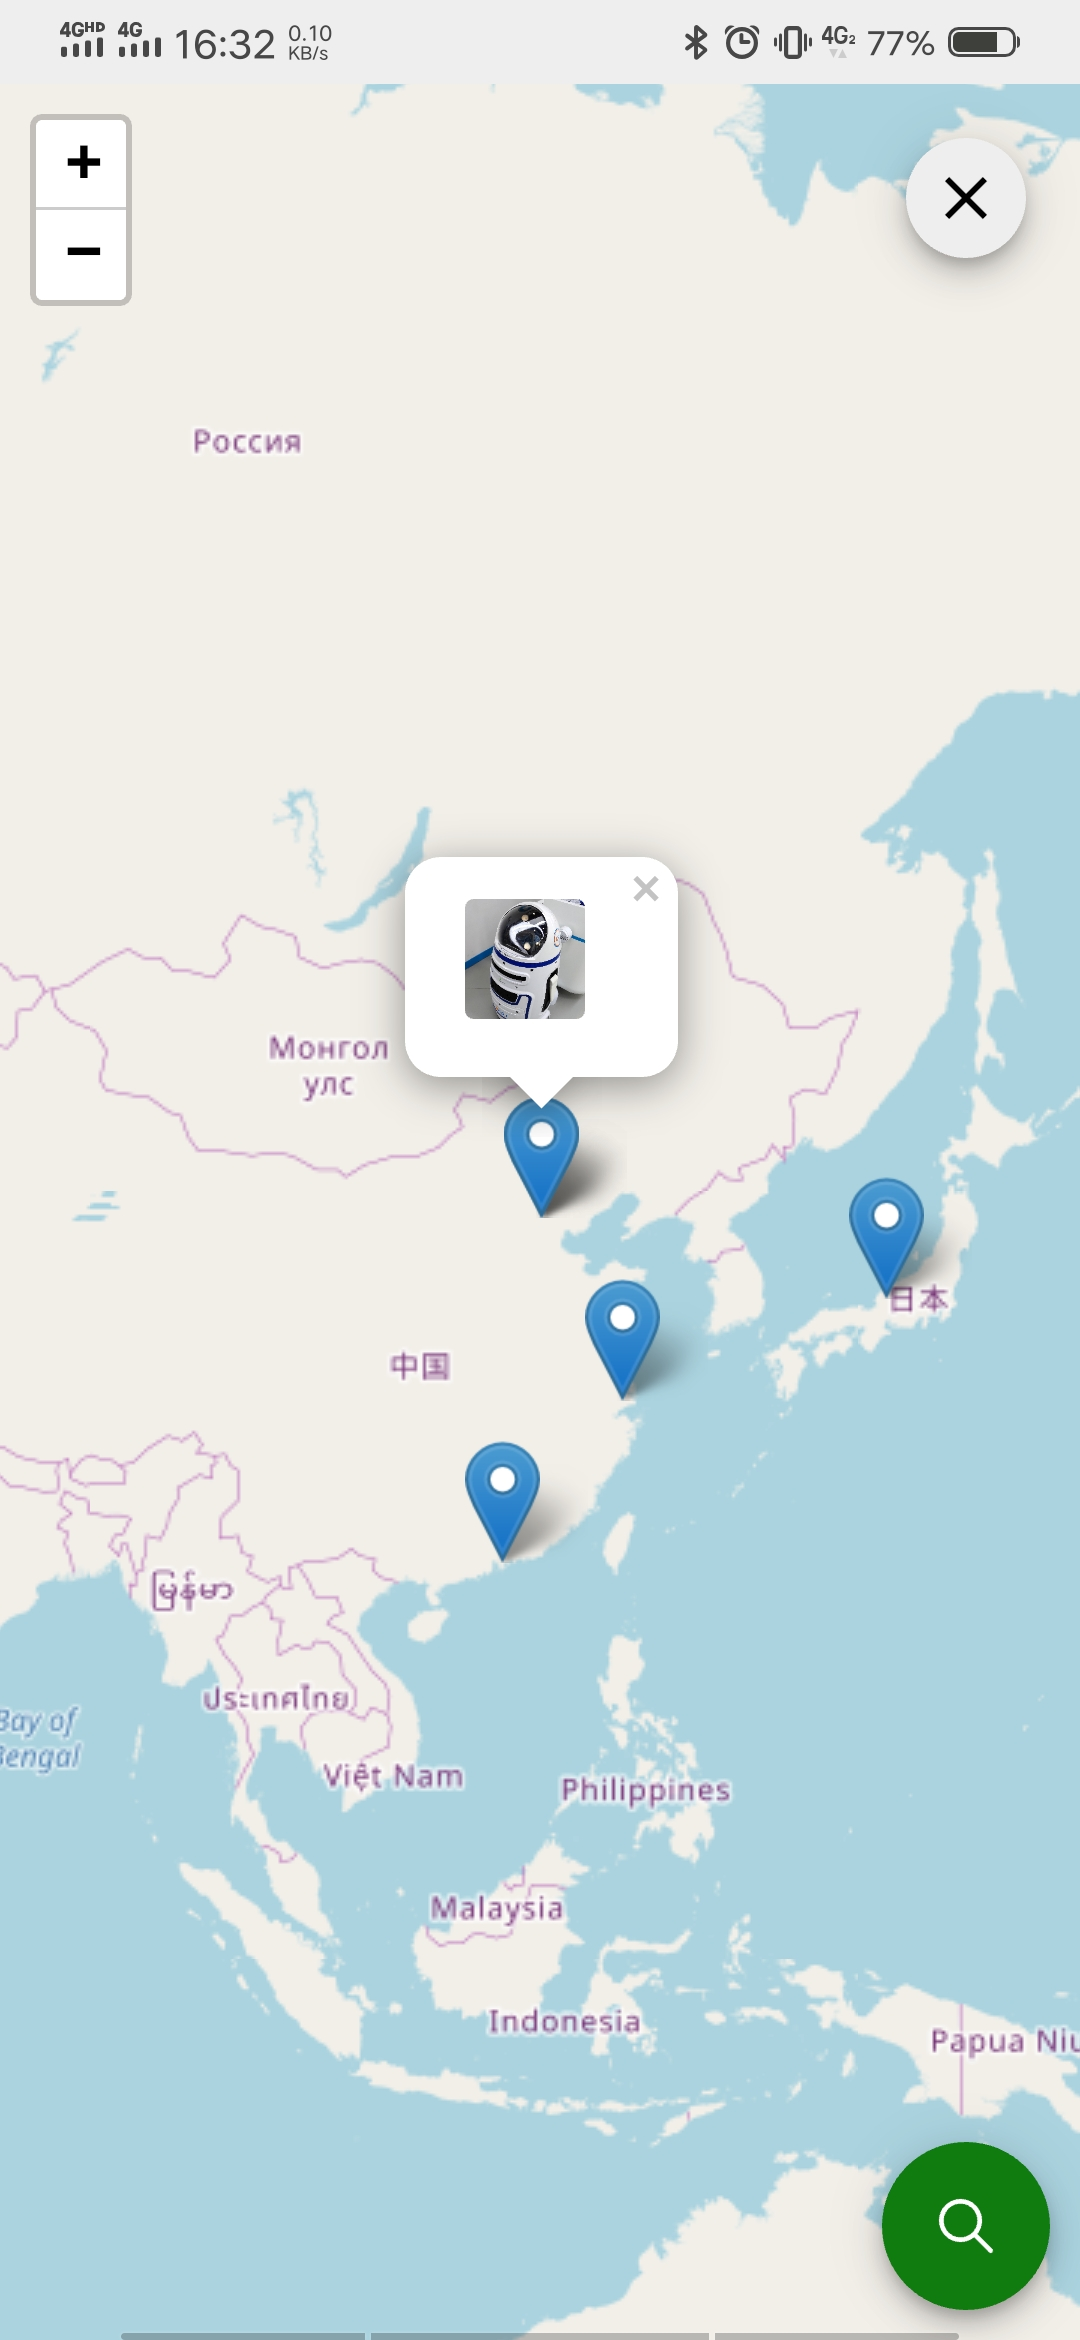 4GHD 4G 16:32 0.10 KB/s 4G2 77%
+
−
Россия
Монгол
улс
日本
中国
မြန်မာ
ประเทศไทย
Bay of
Bengal
Việt Nam
Philippines
Malaysia
Indonesia
Papua Niu